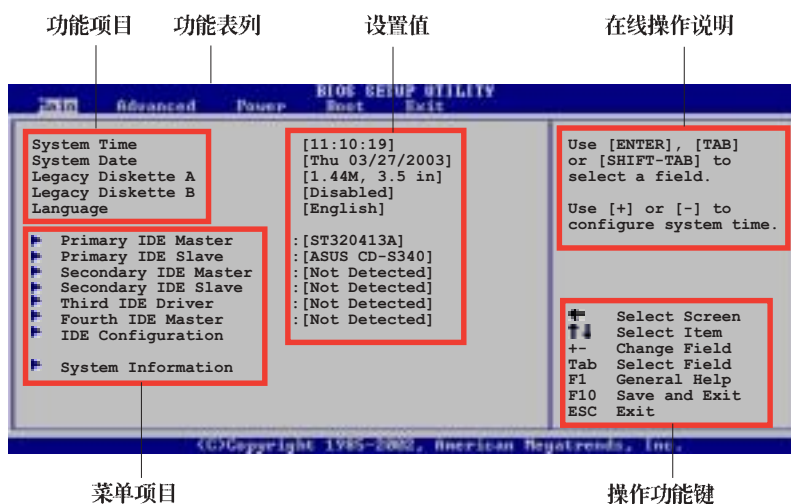 功能项目 功能表列 设置值 在线操作说明
BIOS SETUP UTILITY
Main Advanced Power Boot Exit
System Time [11:10:19]
System Date [Thu 03/27/2003]
Legacy Diskette A [1.44M, 3.5 in]
Legacy Diskette B [Disabled]
Language [English]
Primary IDE Master :[ST320413A]
Primary IDE Slave :[ASUS CD-S340]
Secondary IDE Master :[Not Detected]
Secondary IDE Slave :[Not Detected]
Third IDE Driver :[Not Detected]
Fourth IDE Master :[Not Detected]
IDE Configuration
System Information
Use [ENTER], [TAB]
or [SHIFT-TAB] to
select a field.
Use [+] or [-] to
configure system time.
Select Screen
Select Item
+- Change Field
Tab Select Field
F1 General Help
F10 Save and Exit
ESC Exit
(C)Copyright 1985-2002, American Megatrends, Inc.
菜单项目 操作功能键